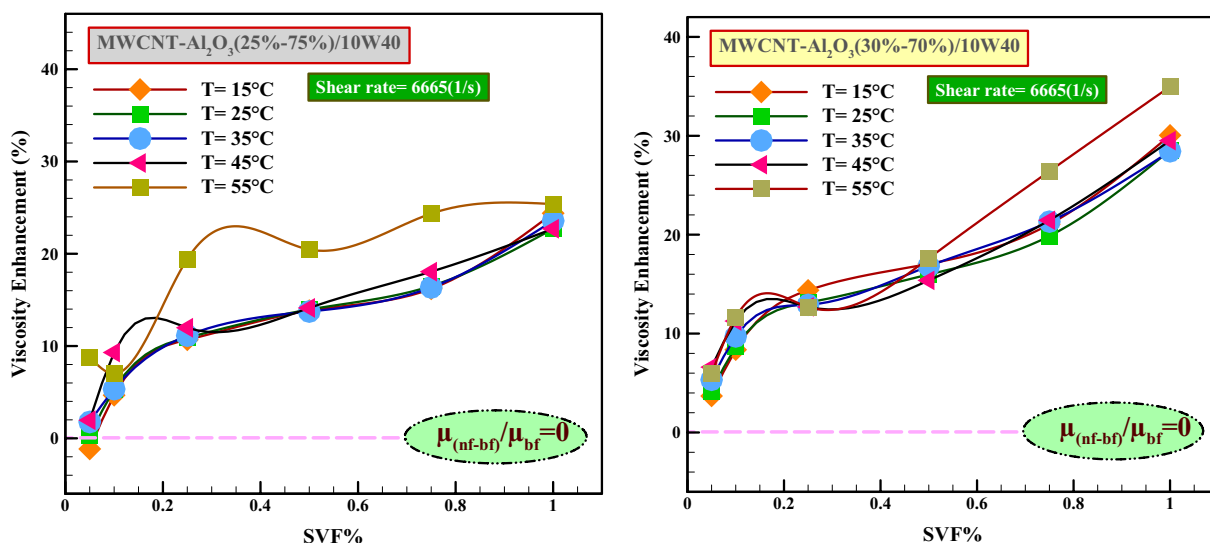 MWCNT-Al₂O₃(25%-75%)/10W40
Shear rate= 6665(1/s)
T= 15°C
T= 25°C
T= 35°C
T= 45°C
T= 55°C
Viscosity Enhancement (%)
40
20
0
μ(nf-bf)/μbf=0
0
0.2
0.4
0.6
0.8
1
SVF%
MWCNT-Al₂O₃(30%-70%)/10W40
Shear rate= 6665(1/s)
T= 15°C
T= 25°C
T= 35°C
T= 45°C
T= 55°C
Viscosity Enhancement (%)
40
30
20
10
0
μ(nf-bf)/μbf=0
0
0.2
0.4
0.6
0.8
1
SVF%